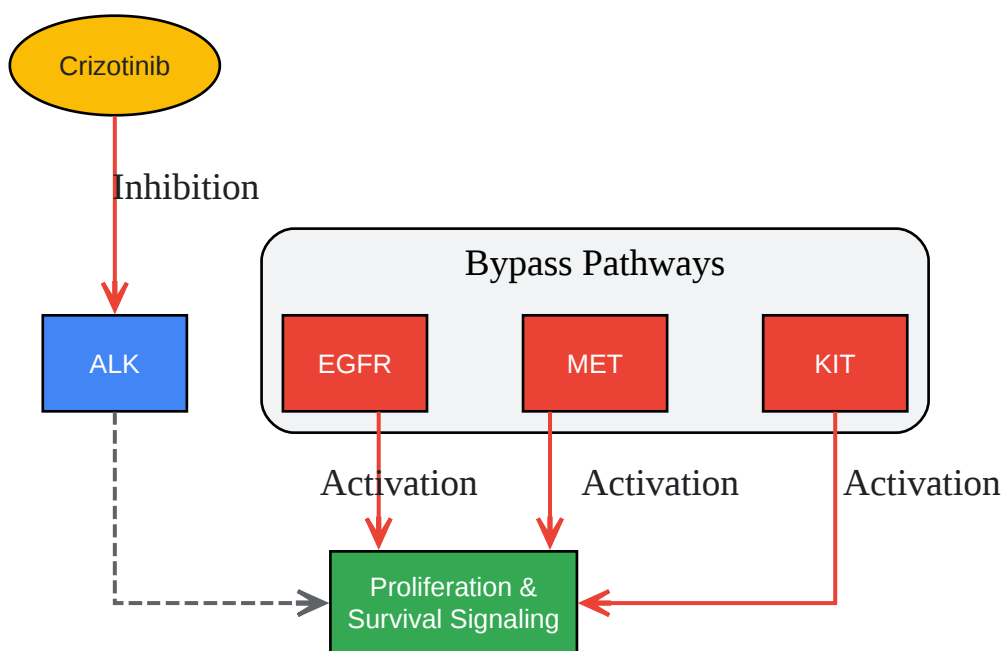 Crizotinib
Inhibition
Bypass Pathways
ALK
EGFR
MET
KIT
Activation
Activation
Activation
Proliferation &
Survival Signaling